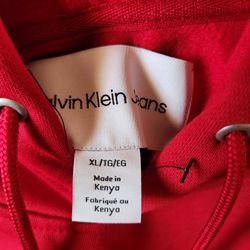 alvin Klein Jeans
XL/TG/EG
Made in
Kenya
Fabriqué au
Kenya